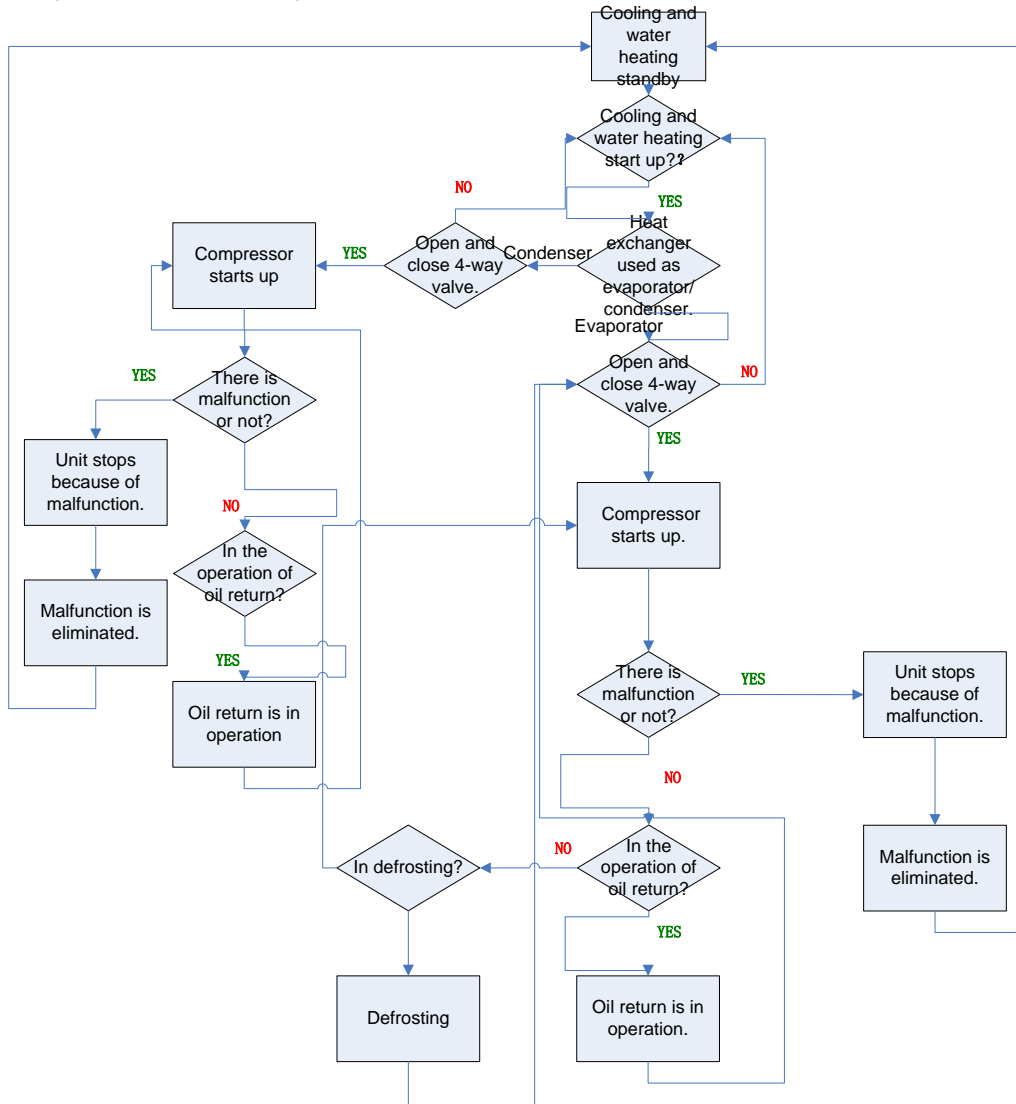 Cooling and
water
heating
standby
Cooling and
water heating
start up??
NO
YES
Heat
exchanger
used as
evaporator/
condenser.
Condenser
Open and
close 4-way
valve.
YES
Compressor
starts up
Evaporator
Open and
close 4-way
valve.
NO
YES
YES
There is
malfunction
or not?
Unit stops
because of
malfunction.
NO
Compressor
starts up.
In the
operation of
oil return?
Malfunction is
eliminated.
YES
Oil return is in
operation
There is
malfunction
or not?
YES
Unit stops
because of
malfunction.
NO
In defrosting?
NO
In the
operation of
oil return?
Malfunction is
eliminated.
YES
Defrosting
Oil return is in
operation.